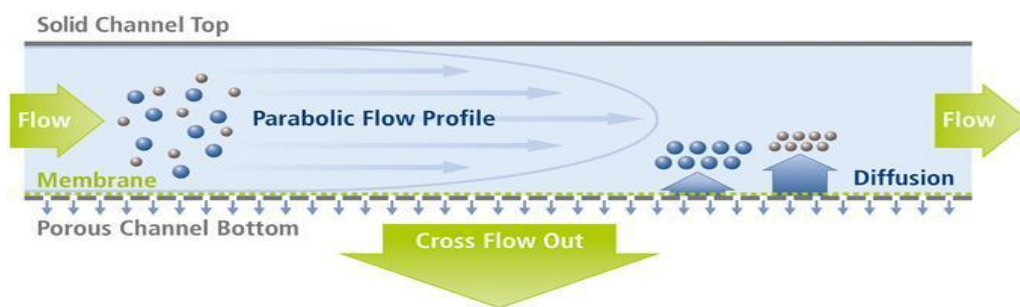 Solid Channel Top
Flow
Parabolic Flow Profile
Flow
Membrane
Diffusion
Porous Channel Bottom
Cross Flow Out